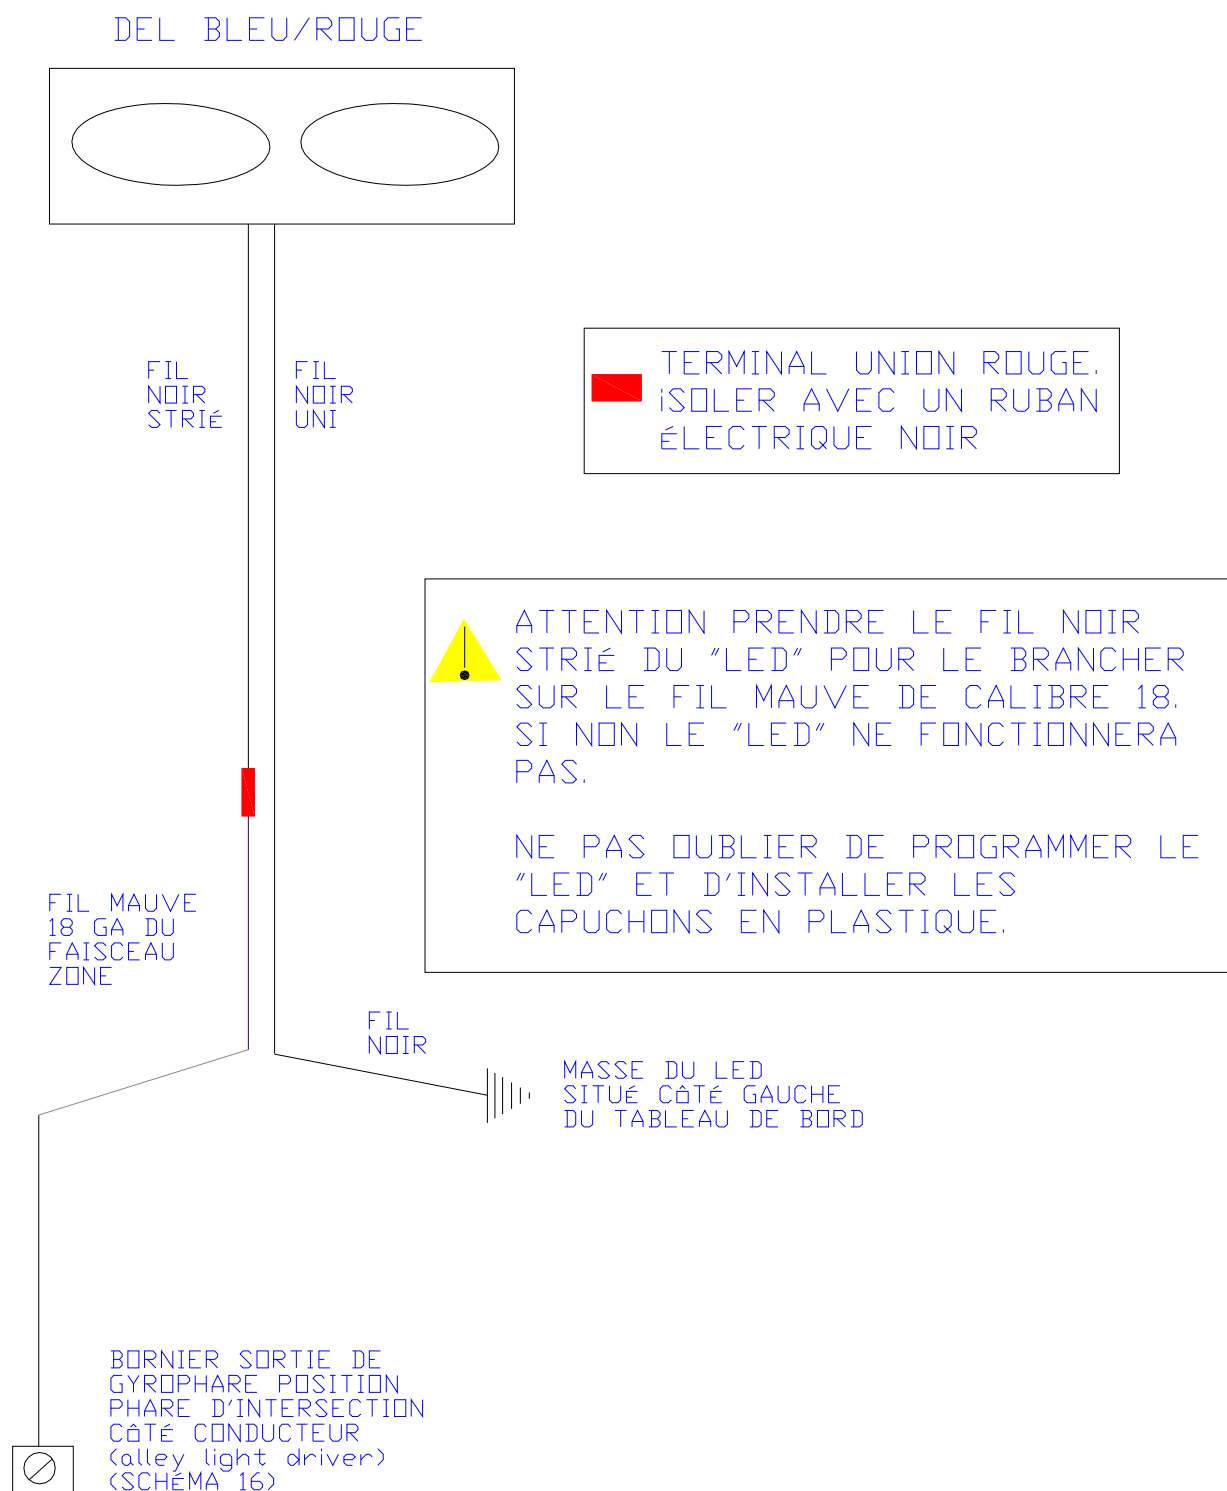 DEL BLEU/ROUGE
FIL
NOIR
STRIÉ
FIL
NOIR
UNI
TERMINAL UNION ROUGE.
iSOLER AVEC UN RUBAN
ÉLECTRIQUE NOIR
ATTENTION PRENDRE LE FIL NOIR
STRIÉ DU "LED" POUR LE BRANCHER
SUR LE FIL MAUVE DE CALIBRE 18.
SI NON LE "LED" NE FONCTIONNERA
PAS.
NE PAS OUBLIER DE PROGRAMMER LE
"LED" ET D'INSTALLER LES
CAPUCHONS EN PLASTIQUE.
FIL MAUVE
18 GA DU
FAISCEAU
ZONE
FIL
NOIR
MASSE DU LED
SITUÉ CÔTÉ GAUCHE
DU TABLEAU DE BORD
BORNIER SORTIE DE
GYROPHARE POSITION
PHARE D'INTERSECTION
CÔTÉ CONDUCTEUR
(alley light driver)
(SCHÉMA 16)